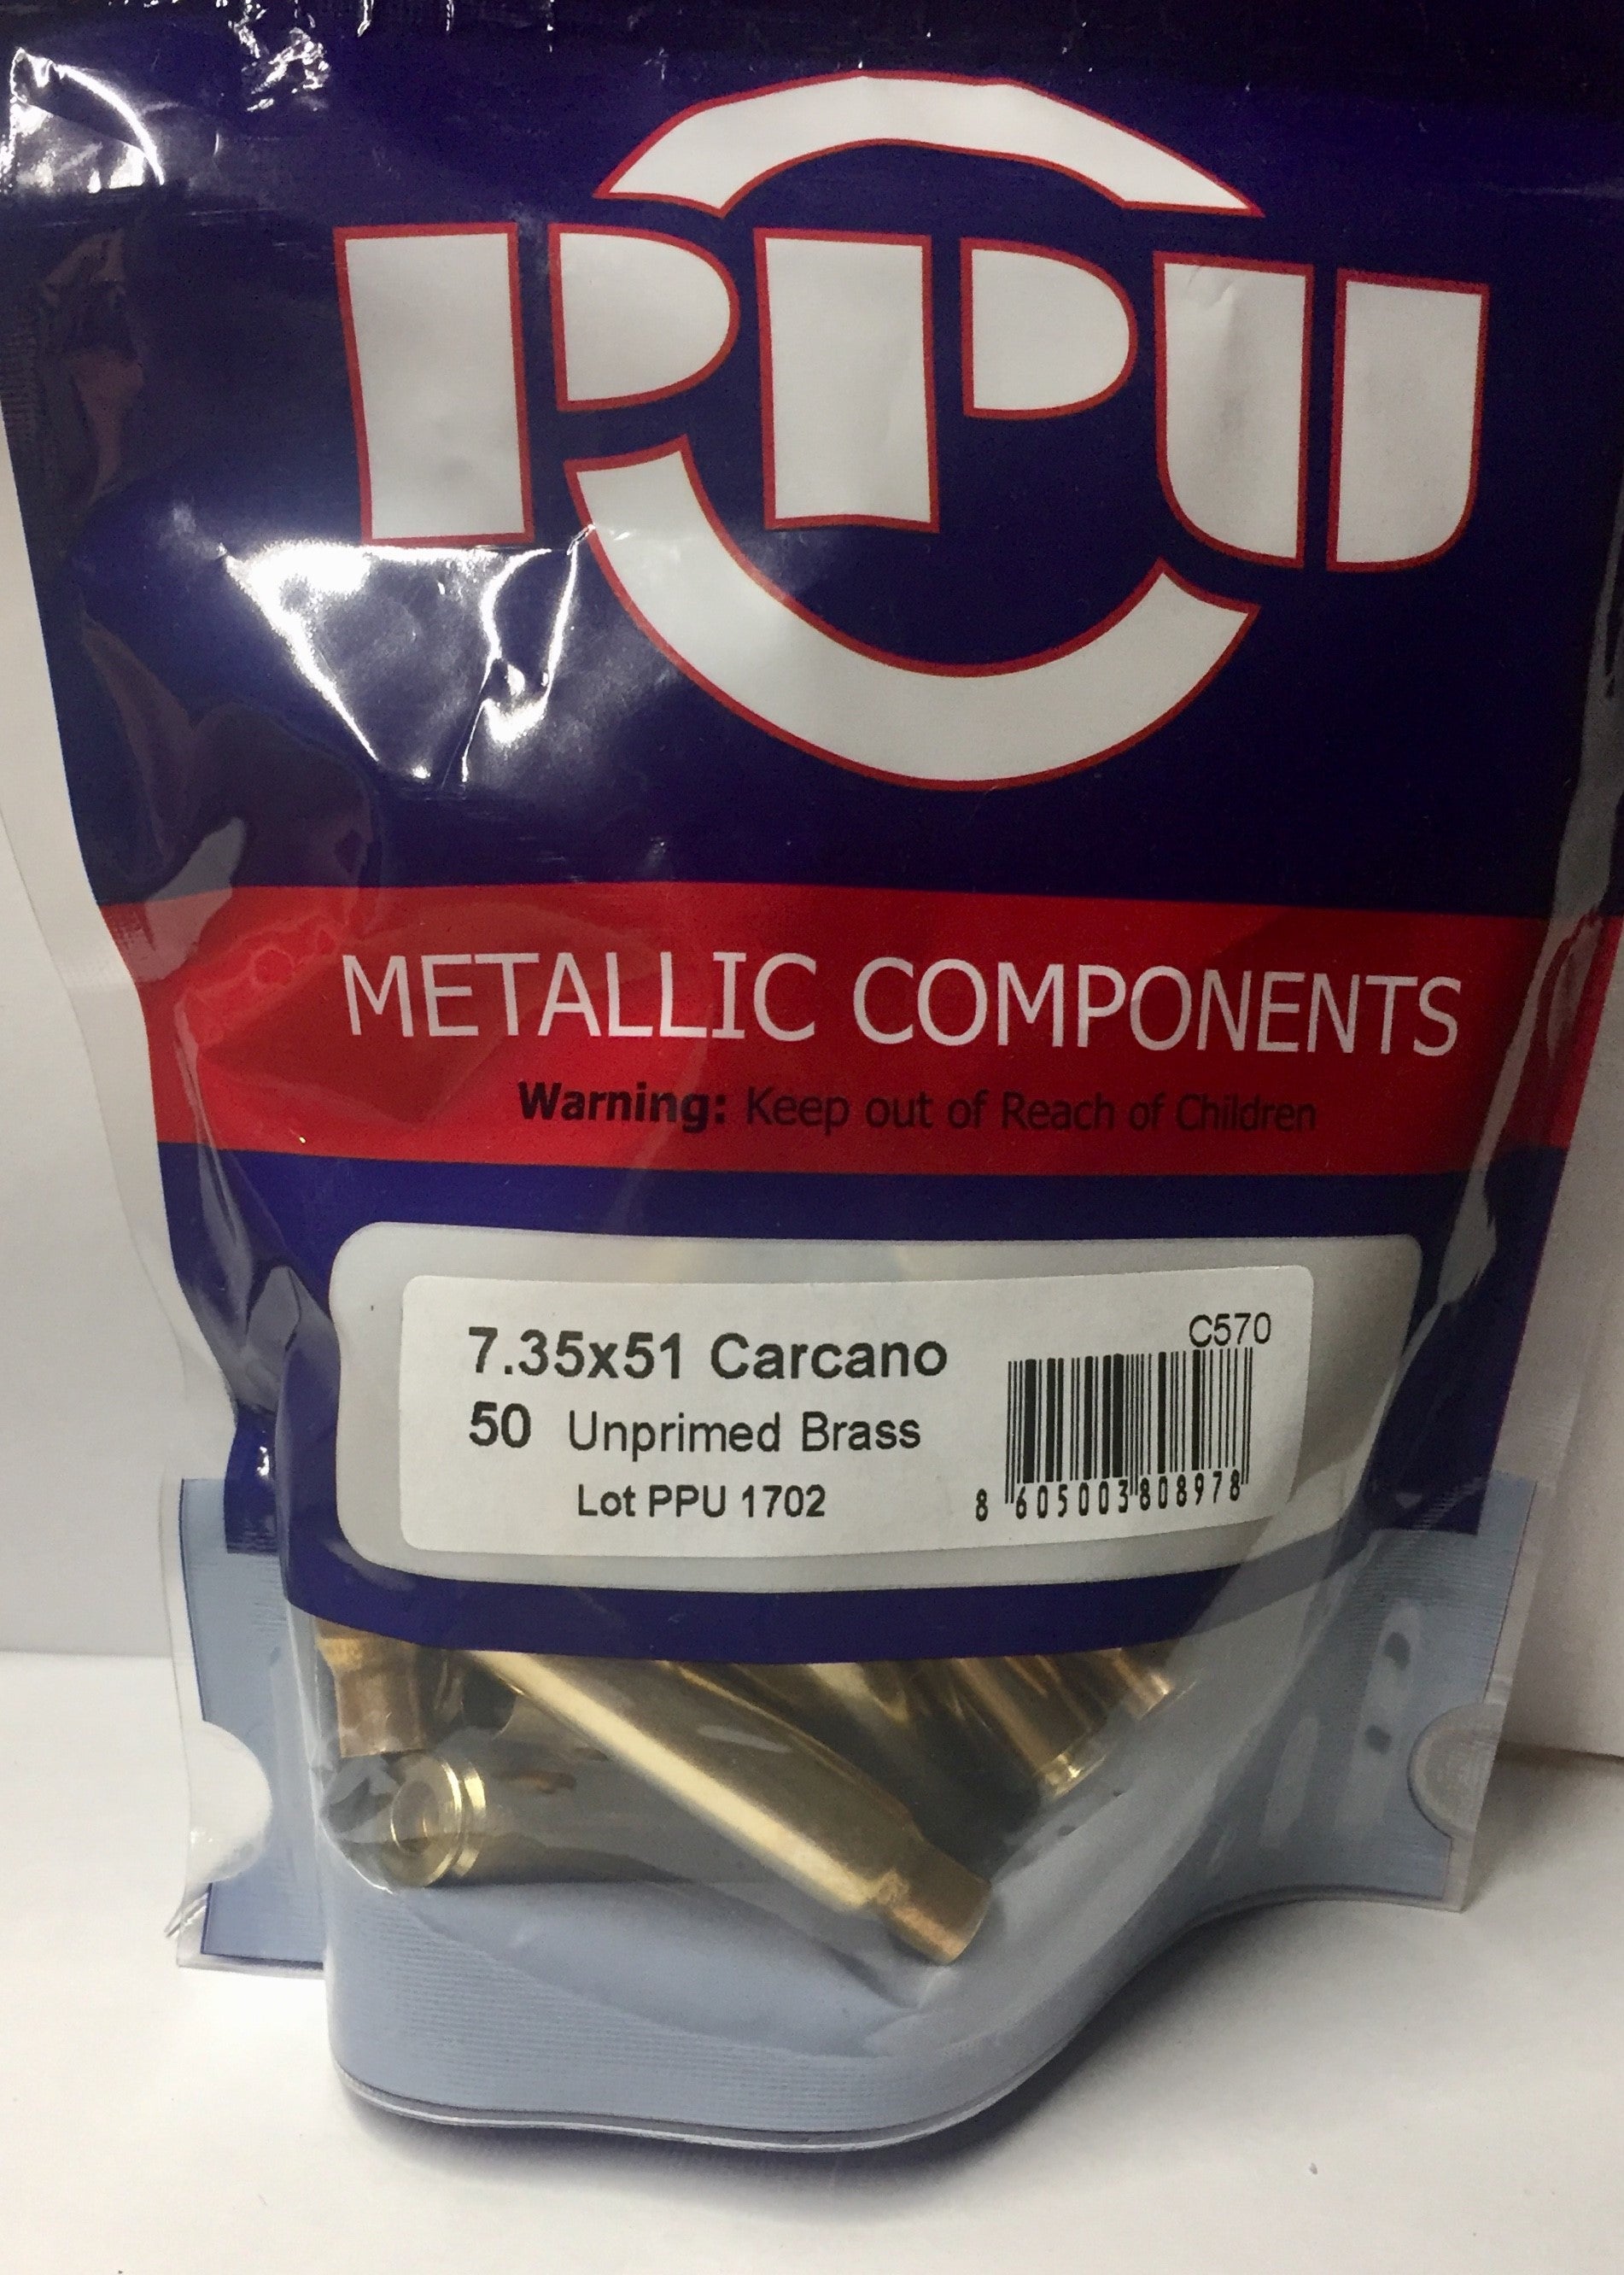 PPU
METALLIC COMPONENTS
Warning: Keep out of Reach of Children
C570
7.35x51 Carcano
50 Unprimed Brass
Lot PPU 1702
8 605003 808978